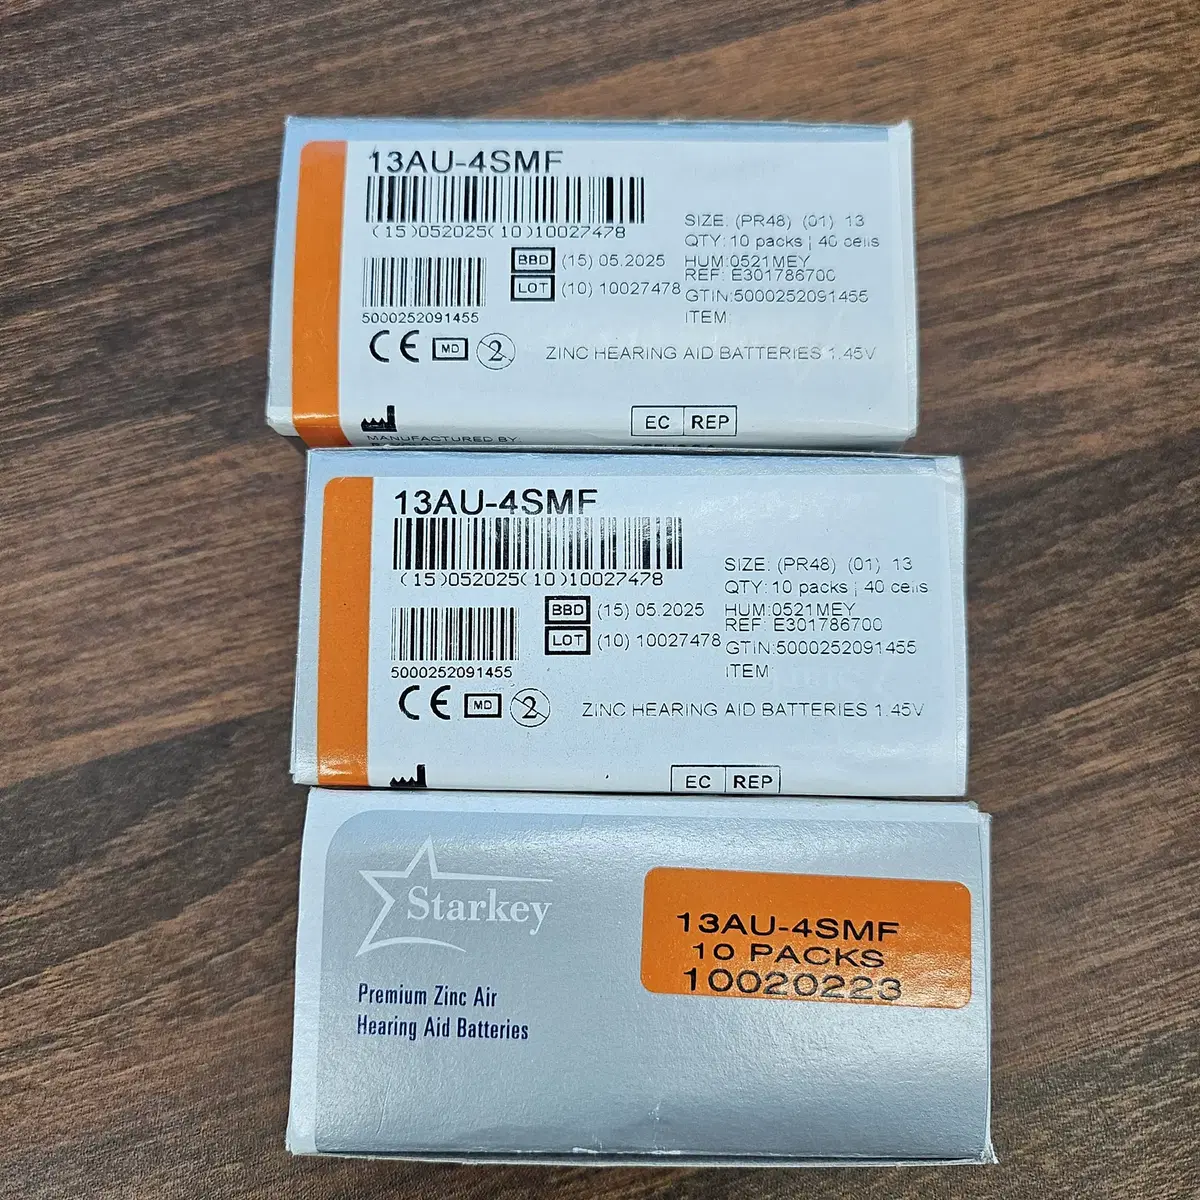 13AU-4SMF
(15)052025(10)10027478
SIZE: (PR48) (01) 13
QTY: 10 packs | 40 cells
BBD (15) 05.2025
HUM:0521MEY
LOT (10) 10027478
REF: E301786700
5000252091455
GTIN:5000252091455
ITEM:
CE MD 2
ZINC HEARING AID BATTERIES 1.45V
EC REP
MANUFACTURED BY:
13AU-4SMF
(15)052025(10)10027478
SIZE: (PR48) (01) 13
QTY: 10 packs | 40 cells
BBD (15) 05.2025
HUM:0521MEY
REF: E301786700
LOT (10) 10027478
GTIN:5000252091455
5000252091455
ITEM:
CE MD 2
ZINC HEARING AID BATTERIES 1.45V
EC REP
Starkey
Premium Zinc Air
Hearing Aid Batteries
13AU-4SMF
10 PACKS
10020223